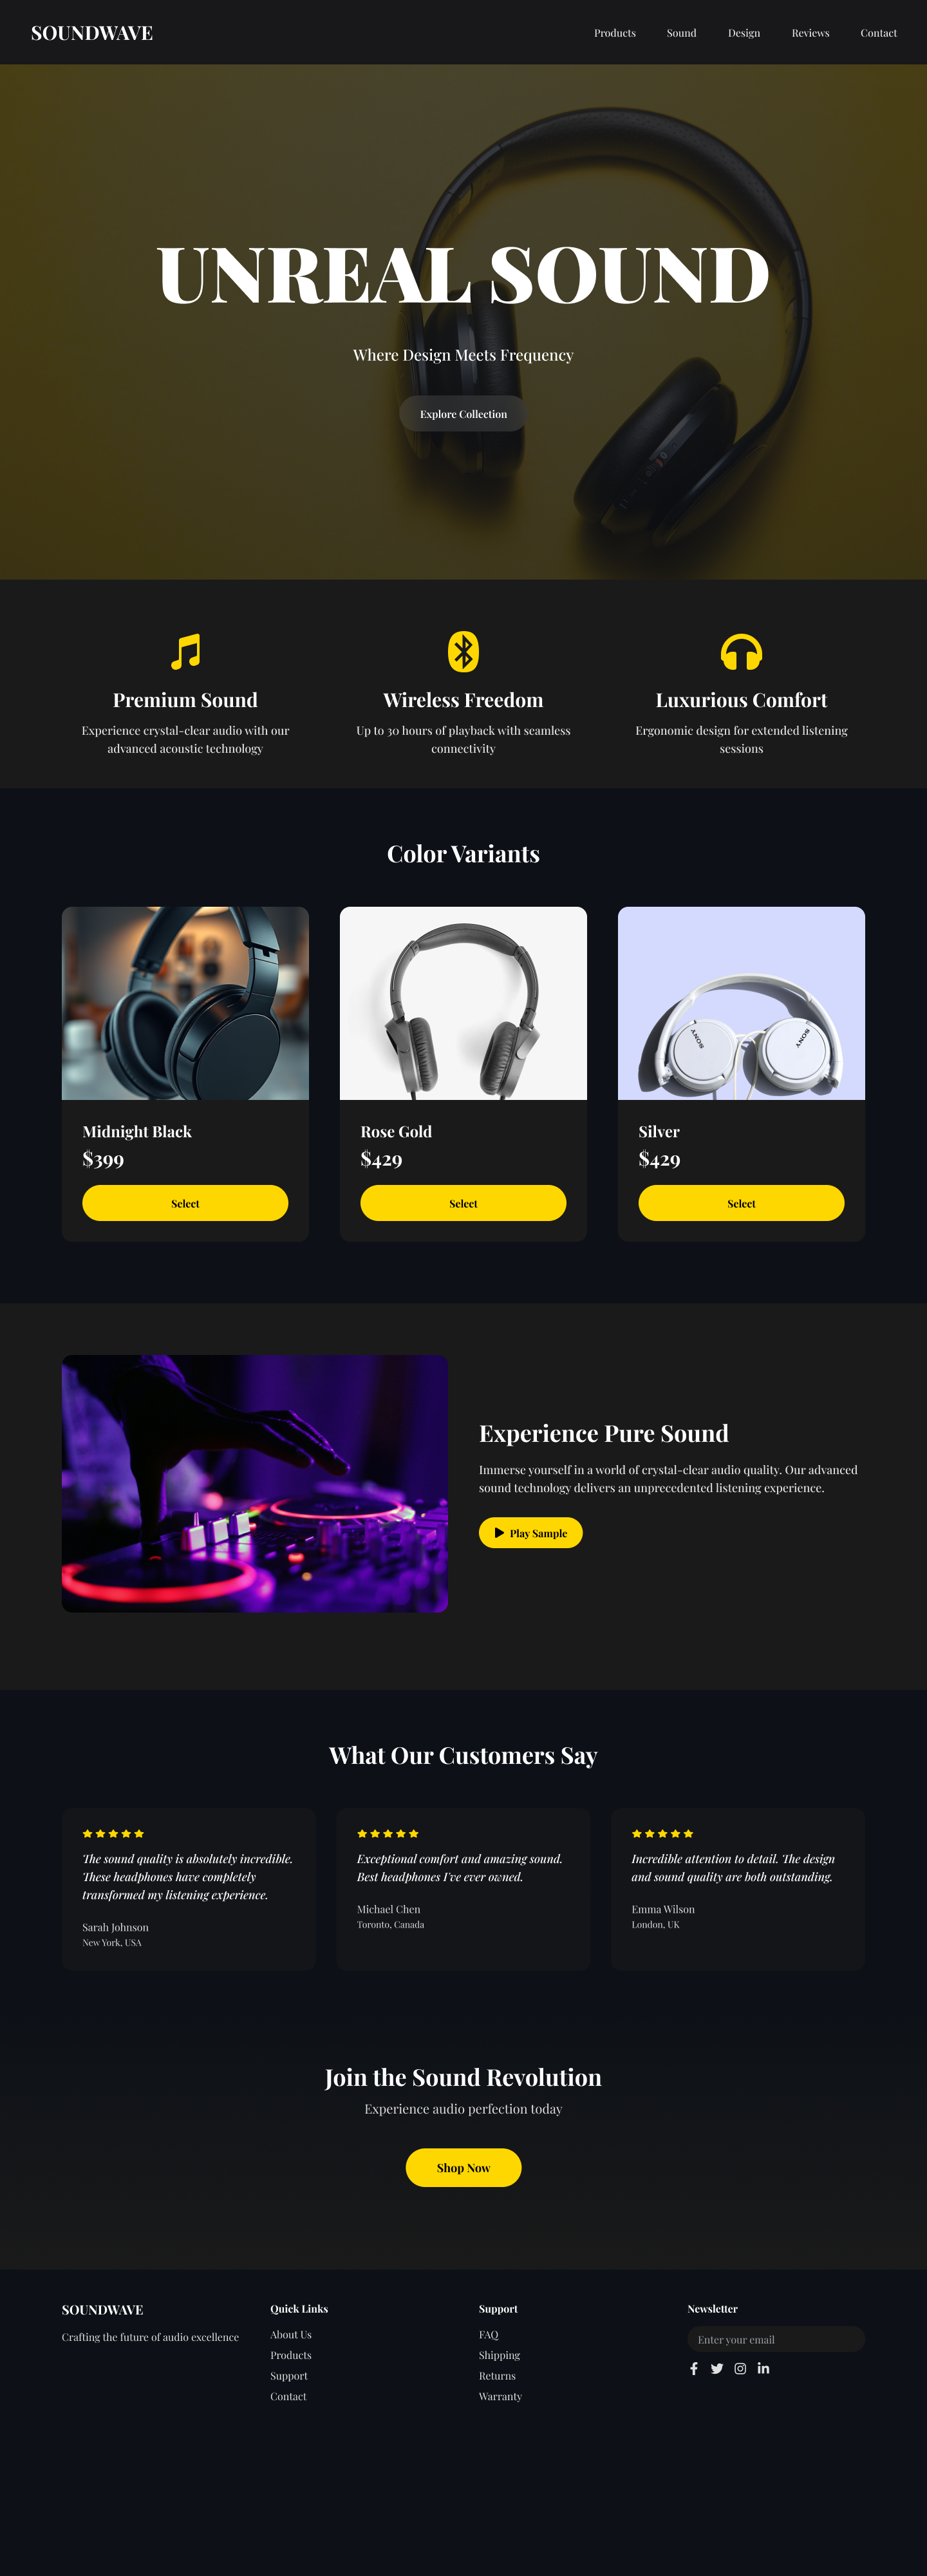 SOUNDWAVE
Products
Sound
Design
Reviews
Contact
UNREAL SOUND
Where Design Meets Frequency
Explore Collection
Premium Sound
Experience crystal-clear audio with our
advanced acoustic technology
Wireless Freedom
Up to 30 hours of playback with seamless
connectivity
Luxurious Comfort
Ergonomic design for extended listening
sessions
Color Variants
Midnight Black
$399
Select
Rose Gold
$429
Select
SONY
SONY
Silver
$429
Select
Experience Pure Sound
Immerse yourself in a world of crystal-clear audio quality. Our advanced
sound technology delivers an unprecedented listening experience.
Play Sample
What Our Customers Say
The sound quality is absolutely incredible.
These headphones have completely
transformed my listening experience.
Sarah Johnson
New York, USA
Exceptional comfort and amazing sound.
Best headphones I've ever owned.
Michael Chen
Toronto, Canada
Incredible attention to detail. The design
and sound quality are both outstanding.
Emma Wilson
London, UK
Join the Sound Revolution
Experience audio perfection today
Shop Now
SOUNDWAVE
Crafting the future of audio excellence
Quick Links
About Us
Products
Support
Contact
Support
FAQ
Shipping
Returns
Warranty
Newsletter
Enter your email